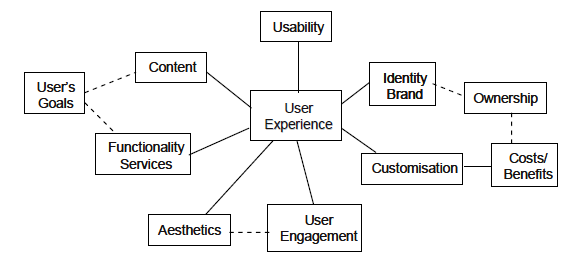 Usability
Content
Identity
Brand
User's
Goals
Ownership
User
Experience
Functionality
Services
Customisation
Costs/
Benefits
Aesthetics
User
Engagement